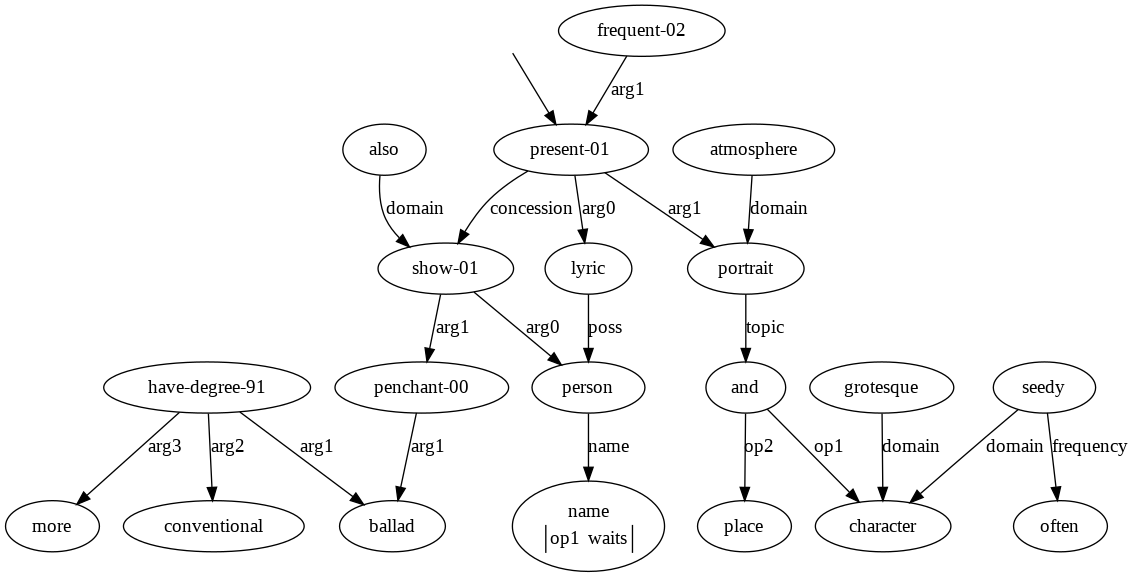 frequent-02
arg1
also
present-01
atmosphere
domain
concession
arg0
arg1
domain
show-01
lyric
portrait
arg1
arg0
poss
topic
have-degree-91
penchant-00
person
and
grotesque
seedy
arg3
arg2
arg1
arg1
name
op2
op1
domain
domain
frequency
more
conventional
ballad
name
op1 waits
place
character
often